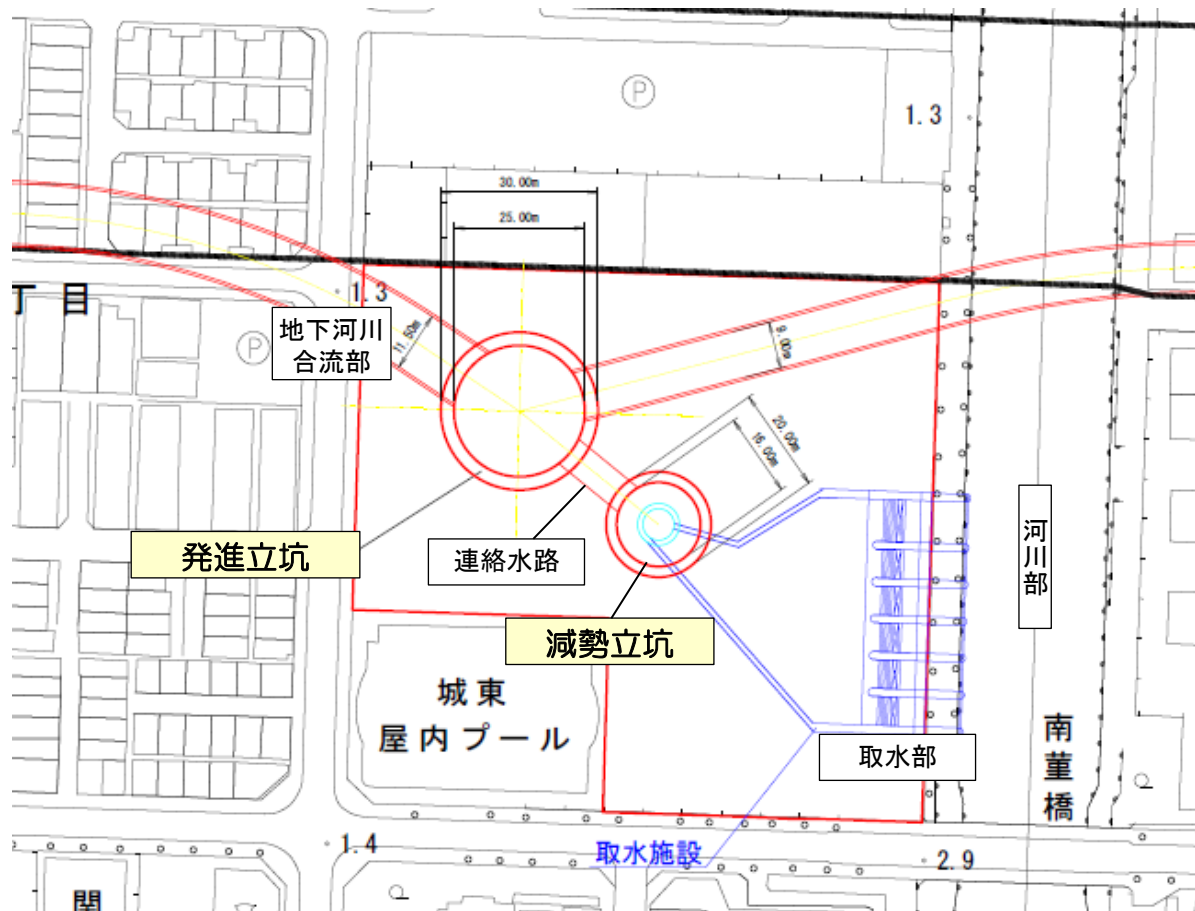 Ⓟ
1.3
30.00m
25.00m
丁目
1.3
Ⓟ
地下河川
合流部
11.50m
9.00m
20.00m
16.00m
発進立坑
連絡水路
減勢立坑
河川部
城東
屋内プール
取水部
南菫橋
1.4
取水施設
2.9
関